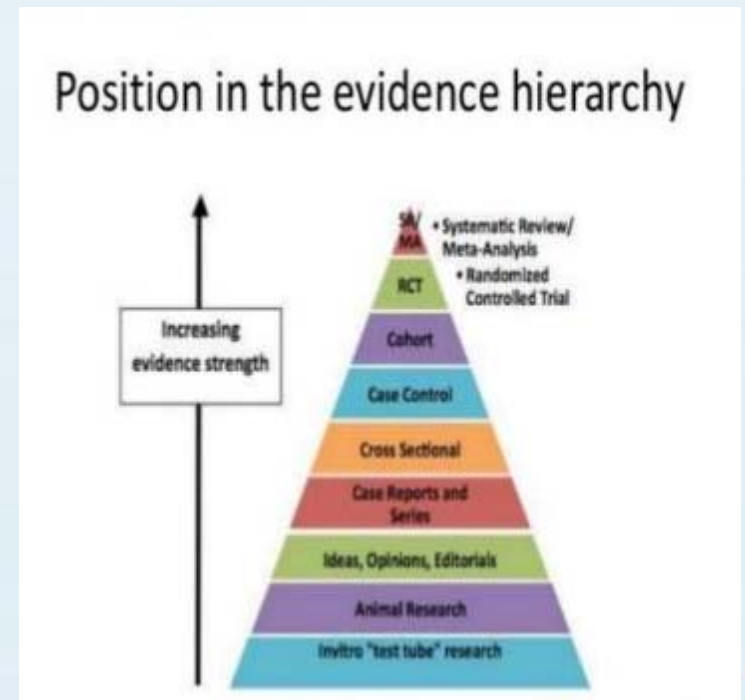 Position in the evidence hierarchy
Increasing
evidence strength
SR/
MA
• Systematic Review/
Meta-Analysis
RCT
• Randomized
Controlled Trial
Cohort
Case Control
Cross Sectional
Case Reports and
Series
Ideas, Opinions, Editorials
Animal Research
Invitro "test tube" research